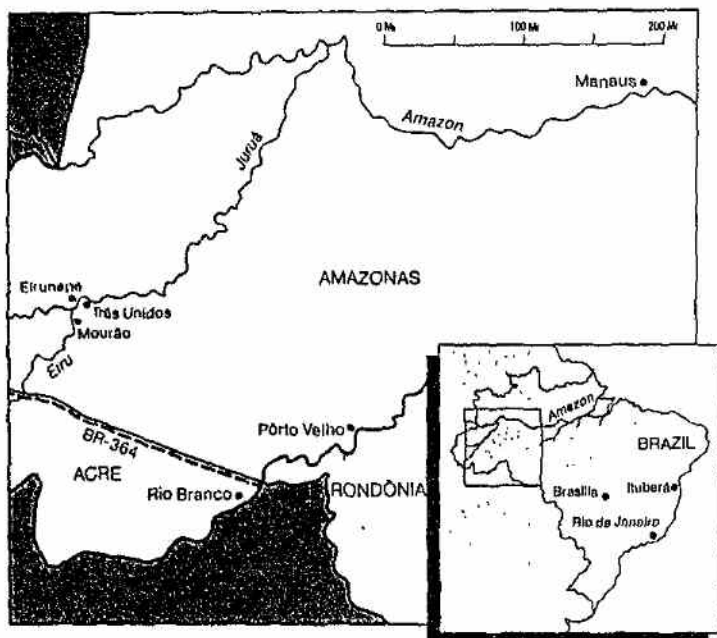 0 Mi
100 Mi
200 Mi
Manaus
Amazon
Juruá
AMAZONAS
Eirunepé
Três Unidos
Mourão
Eiru
BR-364
Pôrto Velho
ACRE
Rio Branco
RONDÔNIA
Amazon
BRAZIL
Brasília
Ituberá
Rio de Janeiro